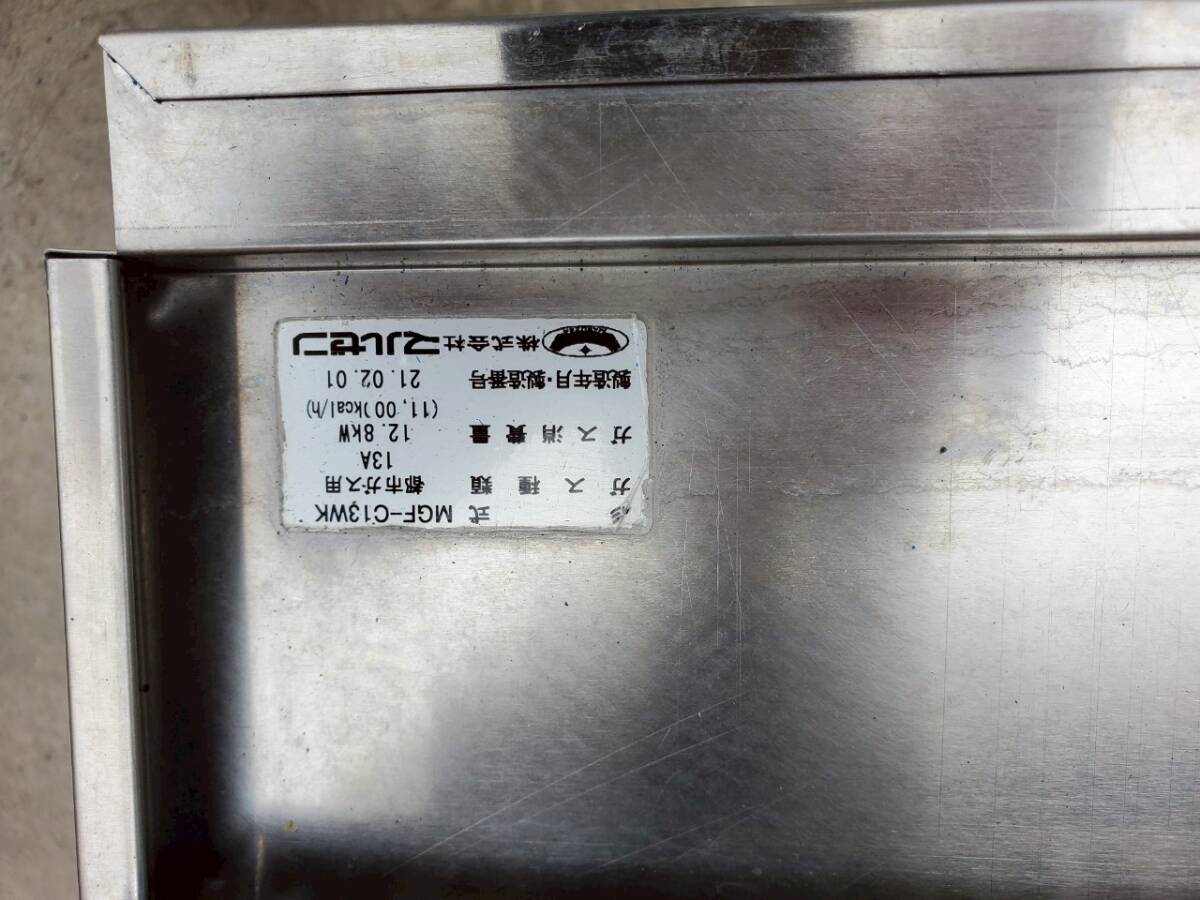 形 式 MGF-C13WK
ガ ス 種 類 都市ガス用
13A
ガ ス 消 費 量 12.8kW
(11,00 kcal/h)
製造年月・製造番号 21.02.01
MARUZEN 株式会社マルゼン